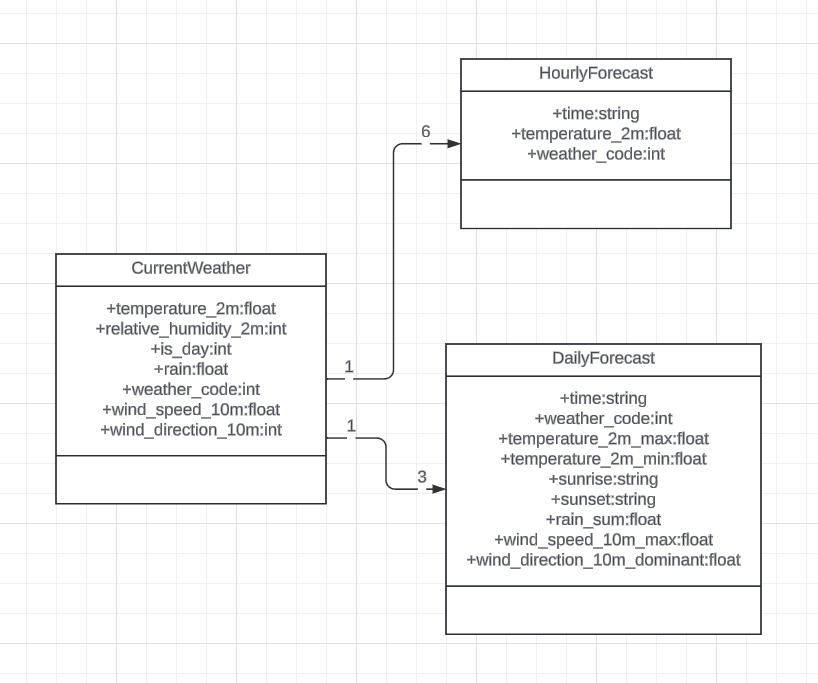 HourlyForecast
+time:string
+temperature_2m:float
+weather_code:int
6
CurrentWeather
+temperature_2m:float
+relative_humidity_2m:int
+is_day:int
+rain:float
+weather_code:int
+wind_speed_10m:float
+wind_direction_10m:int
1
1
3
DailyForecast
+time:string
+weather_code:int
+temperature_2m_max:float
+temperature_2m_min:float
+sunrise:string
+sunset:string
+rain_sum:float
+wind_speed_10m_max:float
+wind_direction_10m_dominant:float